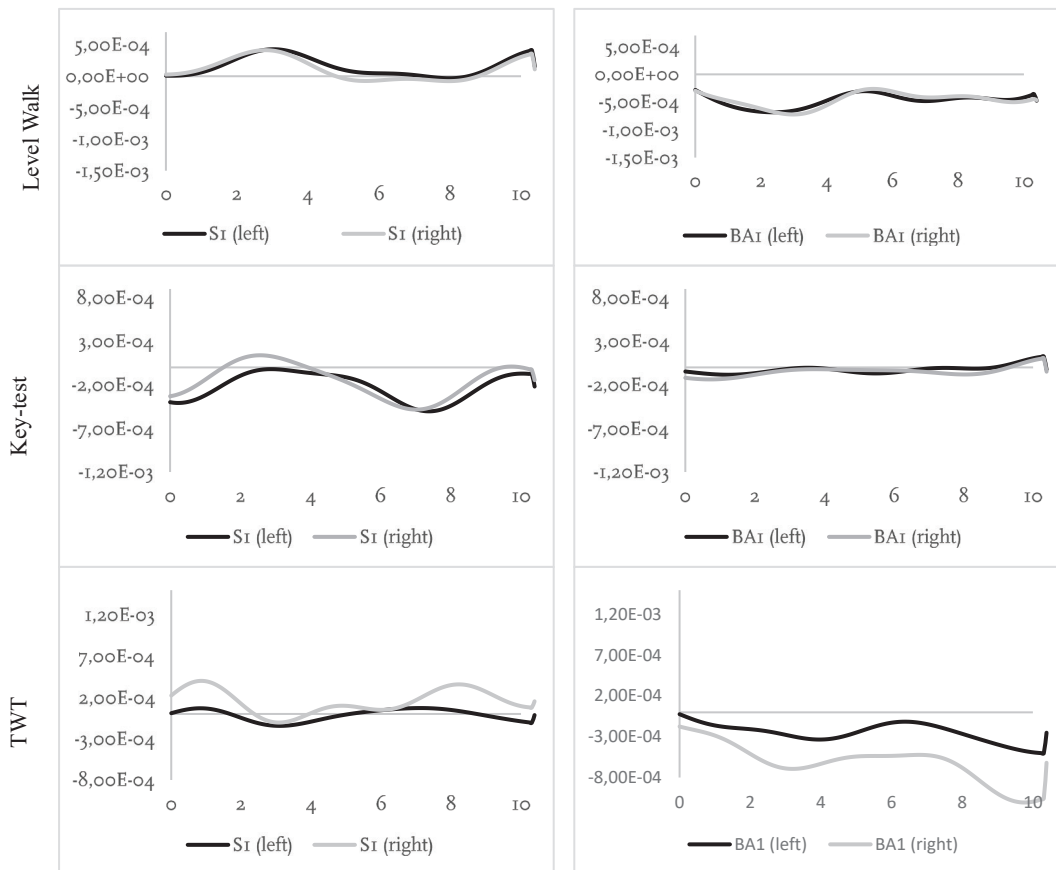 Level Walk
5,00E-04
0,00E+00
-5,00E-04
-1,00E-03
-1,50E-03
0 2 4 6 8 10
S1 (left) S1 (right)
5,00E-04
0,00E+00
-5,00E-04
-1,00E-03
-1,50E-03
0 2 4 6 8 10
BA1 (left) BA1 (right)
Key-test
8,00E-04
3,00E-04
-2,00E-04
-7,00E-04
-1,20E-03
0 2 4 6 8 10
S1 (left) S1 (right)
8,00E-04
3,00E-04
-2,00E-04
-7,00E-04
-1,20E-03
0 2 4 6 8 10
BA1 (left) BA1 (right)
TWT
1,20E-03
7,00E-04
2,00E-04
-3,00E-04
-8,00E-04
0 2 4 6 8 10
S1 (left) S1 (right)
1,20E-03
7,00E-04
2,00E-04
-3,00E-04
-8,00E-04
0 2 4 6 8 10
BA1 (left) BA1 (right)